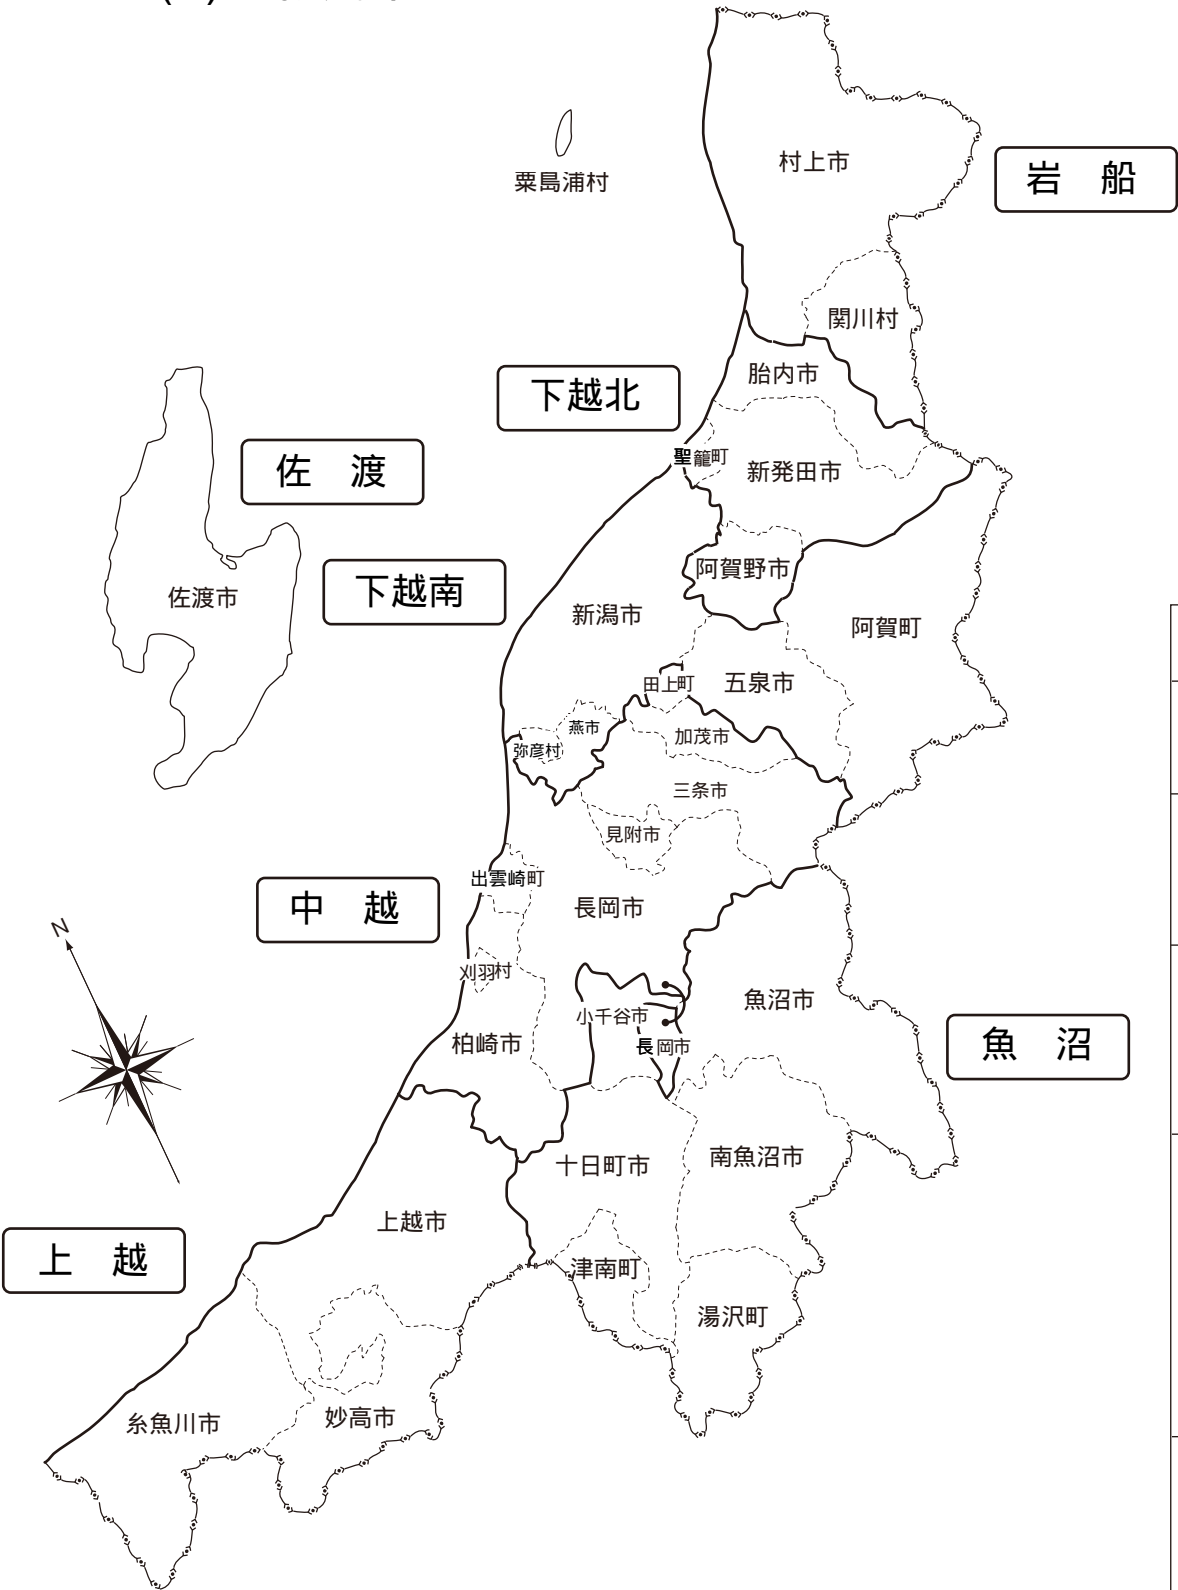 村上市
岩 船
粟島浦村
関川村
胎内市
下越北
佐 渡
聖籠町
新発田市
下越南
阿賀野市
佐渡市
新潟市
阿賀町
田上町
五泉市
燕市
加茂市
弥彦村
三条市
見附市
出雲崎町
中 越
長岡市
N
刈羽村
魚沼市
小千谷市
柏崎市
長岡市
魚 沼
十日町市
南魚沼市
上越市
上 越
津南町
湯沢町
糸魚川市
妙高市